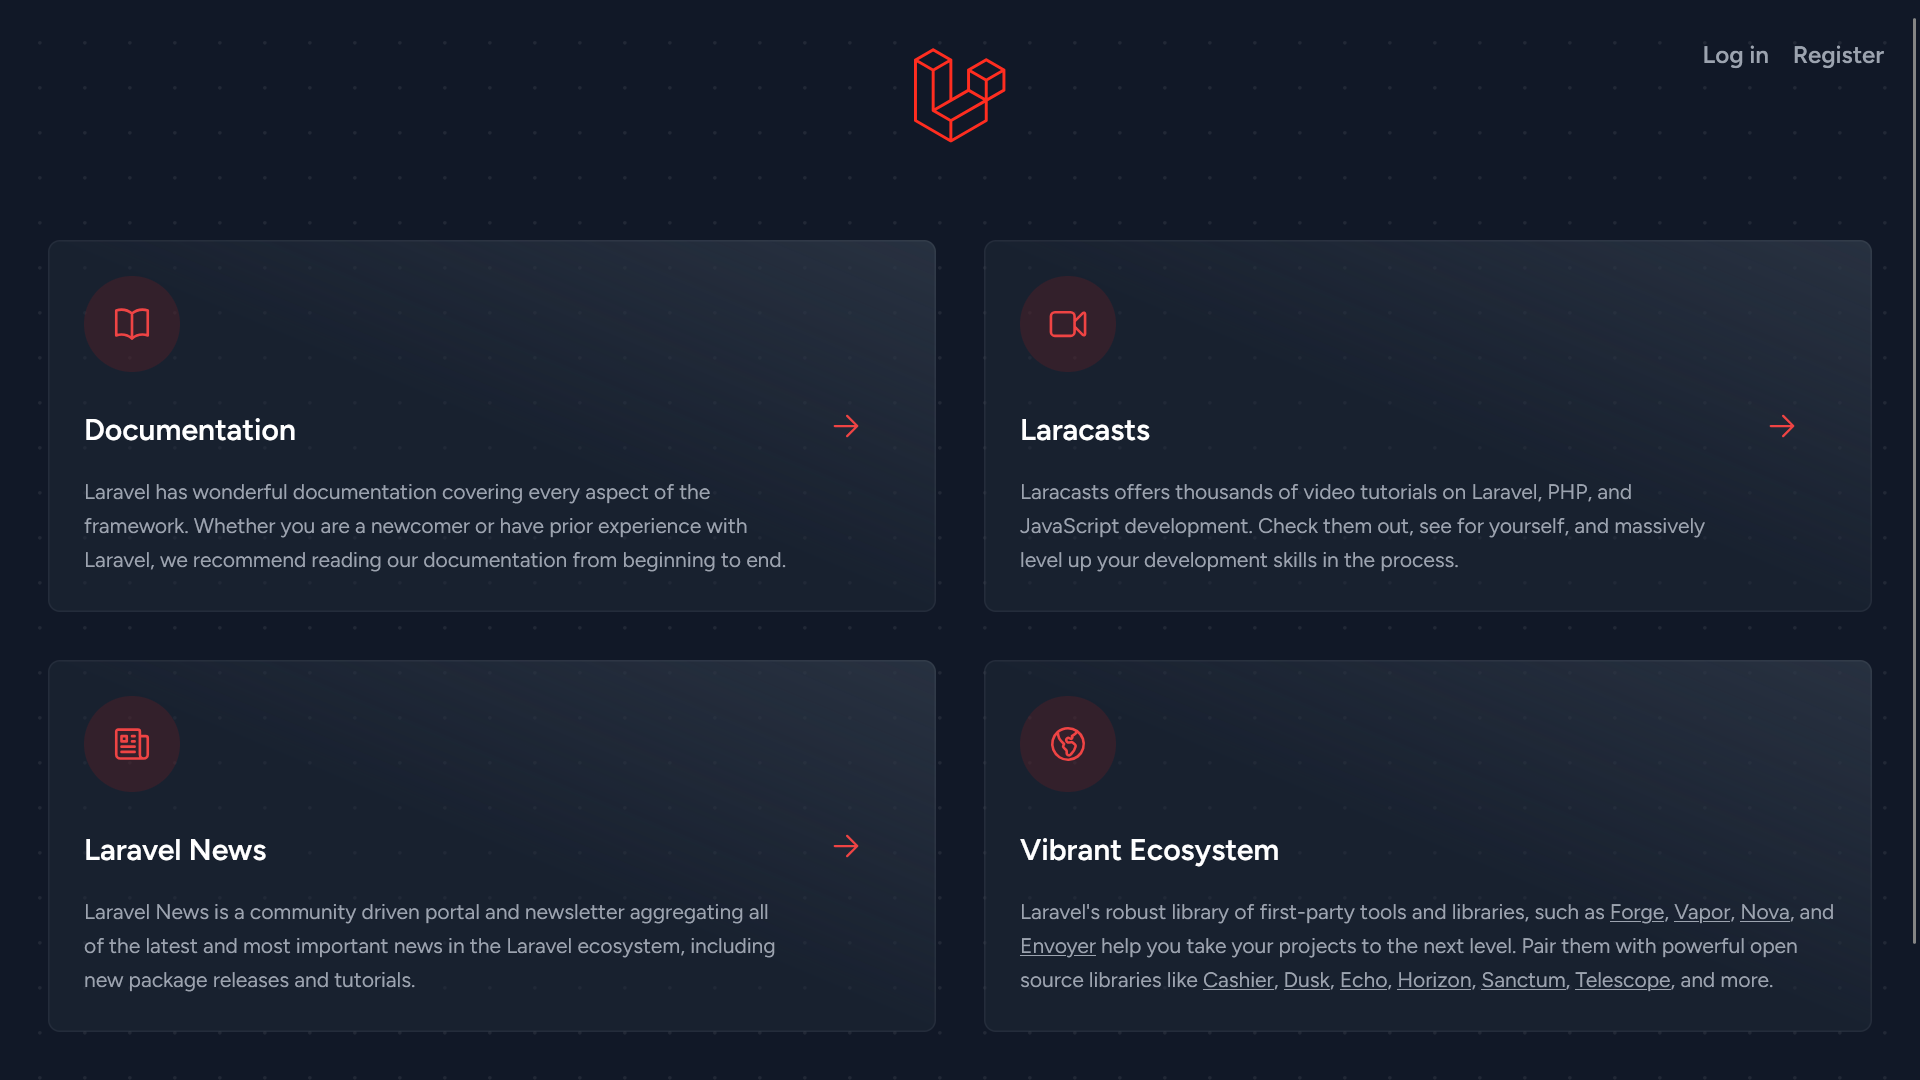 Log in
Register
Documentation
Laravel has wonderful documentation covering every aspect of the
framework. Whether you are a newcomer or have prior experience with
Laravel, we recommend reading our documentation from beginning to end.
Laracasts
Laracasts offers thousands of video tutorials on Laravel, PHP, and
JavaScript development. Check them out, see for yourself, and massively
level up your development skills in the process.
Laravel News
Laravel News is a community driven portal and newsletter aggregating all
of the latest and most important news in the Laravel ecosystem, including
new package releases and tutorials.
Vibrant Ecosystem
Laravel's robust library of first-party tools and libraries, such as Forge, Vapor, Nova, and
Envoyer help you take your projects to the next level. Pair them with powerful open
source libraries like Cashier, Dusk, Echo, Horizon, Sanctum, Telescope, and more.